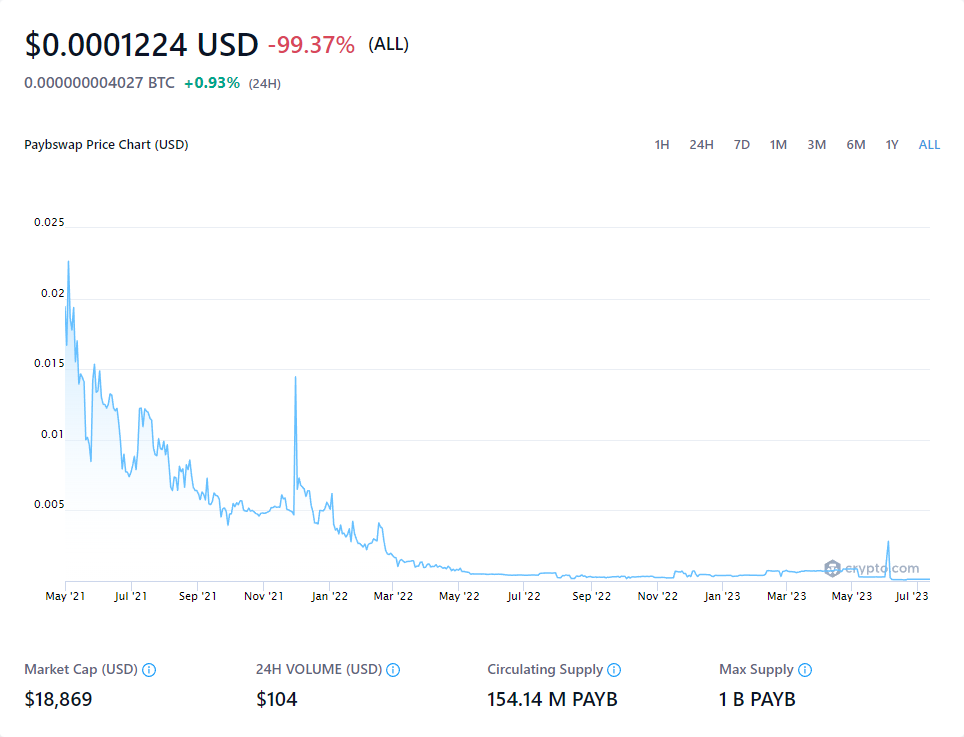 $0.0001224 USD -99.37% (ALL)
0.000000004027 BTC +0.93% (24H)
Paybswap Price Chart (USD) 1H 24H 7D 1M 3M 6M 1Y ALL
0.025
0.02
0.015
0.01
0.005
crypto.com
May '21 Jul '21 Sep '21 Nov '21 Jan '22 Mar '22 May '22 Jul '22 Sep '22 Nov '22 Jan '23 Mar '23 May '23 Jul '23
Market Cap (USD) 24H VOLUME (USD) Circulating Supply Max Supply
$18,869 $104 154.14 M PAYB 1 B PAYB